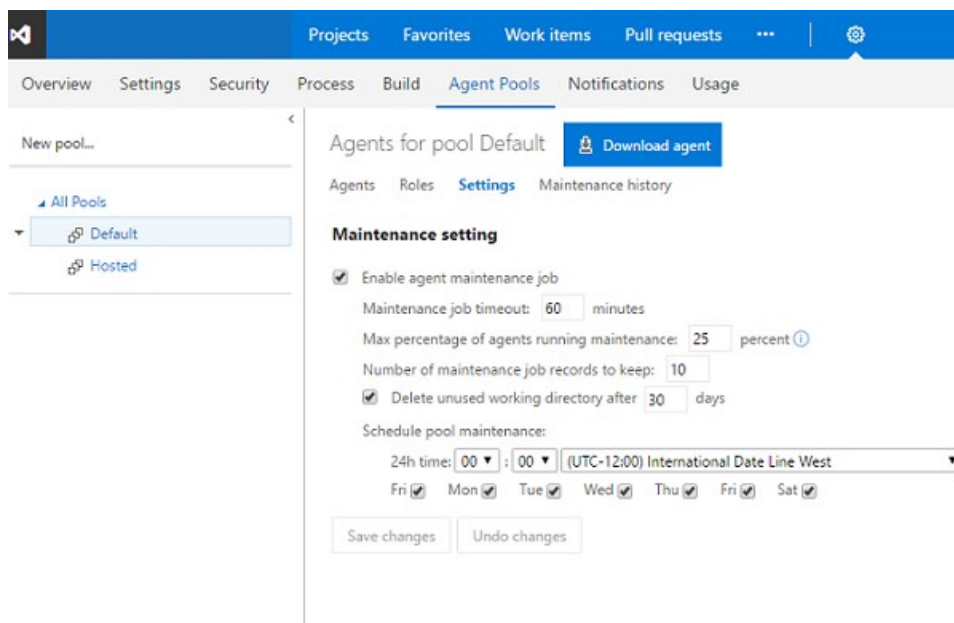 Projects Favorites Work items Pull requests ...
Overview Settings Security Process Build Agent Pools Notifications Usage
New pool...
All Pools
Default
Hosted
Agents for pool Default Download agent
Agents Roles Settings Maintenance history
Maintenance setting
Enable agent maintenance job
Maintenance job timeout: 60 minutes
Max percentage of agents running maintenance: 25 percent
Number of maintenance job records to keep: 10
Delete unused working directory after 30 days
Schedule pool maintenance:
24h time: 00 : 00 (UTC-12:00) International Date Line West
Fri Mon Tue Wed Thu Fri Sat
Save changes Undo changes